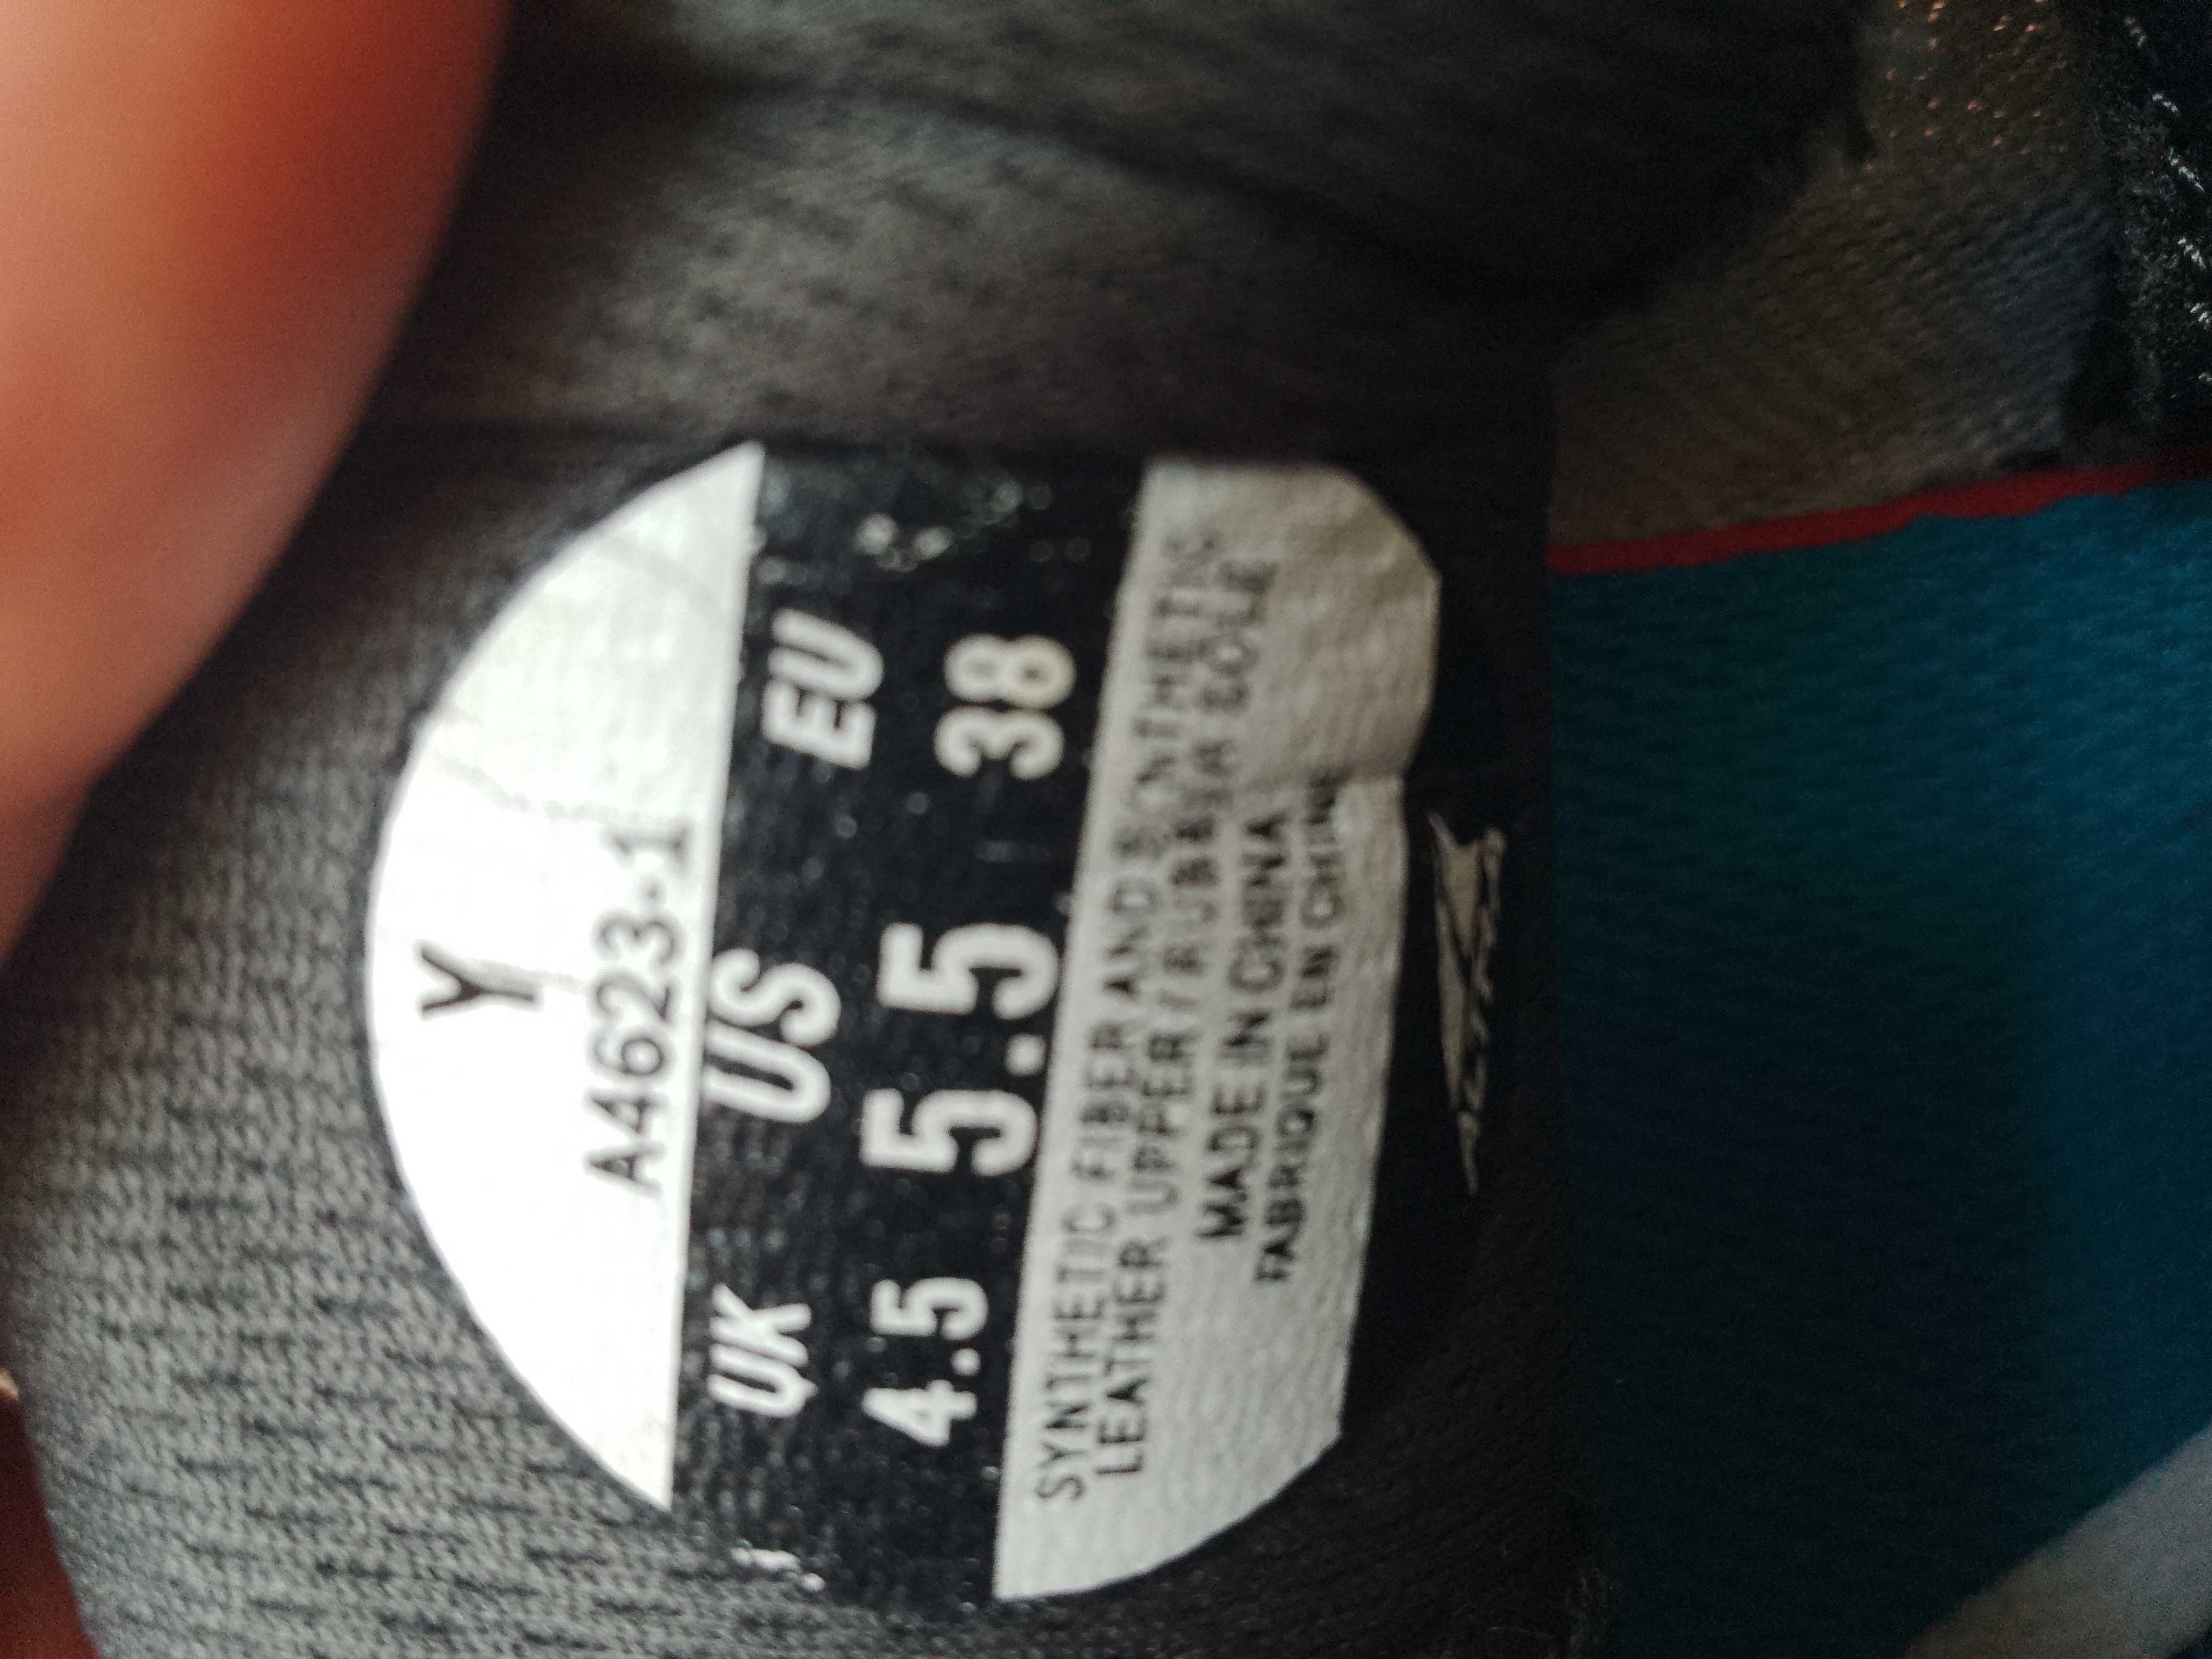 Y
A4623-1
UK US EU
4.5 5.5 38
SYNTHETIC FIBER AND SYNTHETIC
LEATHER UPPER / RUBBER SOLE
MADE IN CHINA
FABRIQUE EN CHINE